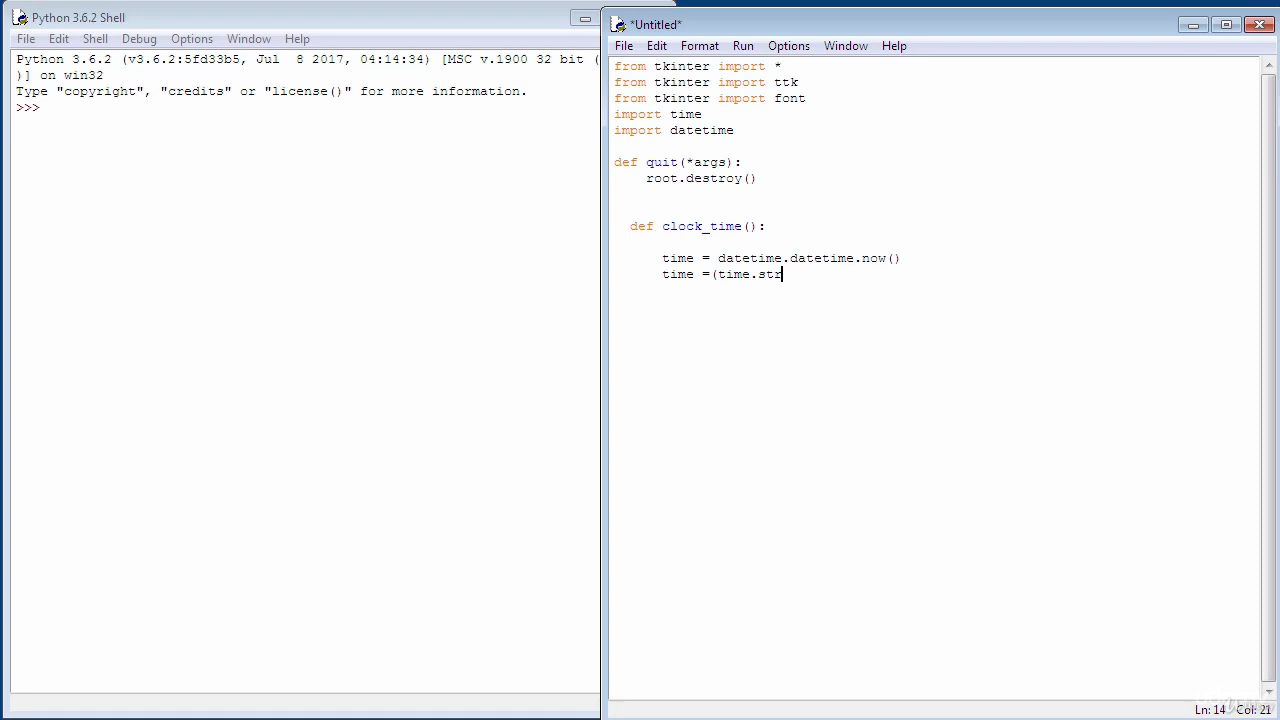 Python 3.6.2 Shell
File Edit Shell Debug Options Window Help
Python 3.6.2 (v3.6.2:5fd33b5, Jul  8 2017, 04:14:34) [MSC v.1900 32 bit (
)] on win32
Type "copyright", "credits" or "license()" for more information.
>>>
*Untitled*
File Edit Format Run Options Window Help
from tkinter import *
from tkinter import ttk
from tkinter import font
import time
import datetime
def quit(*args):
    root.destroy()
  def clock_time():
      time = datetime.datetime.now()
      time =(time.str
Ln: 14 Col: 21